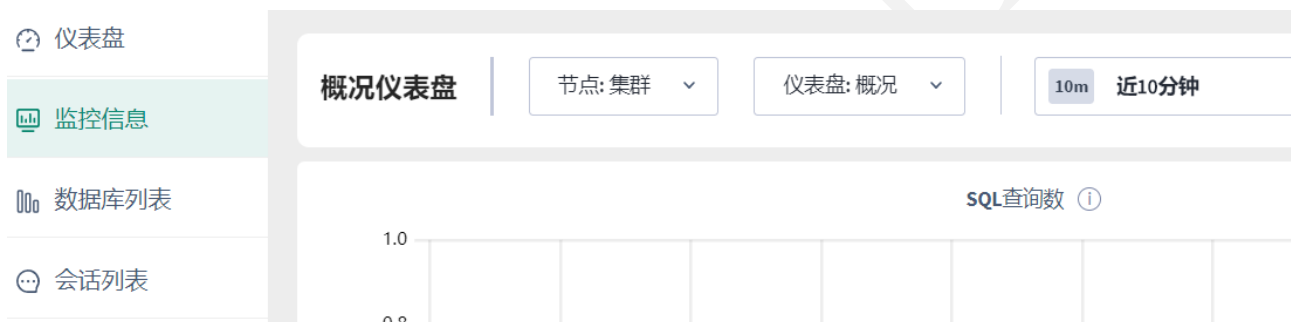 仪表盘
监控信息
数据库列表
会话列表
概况仪表盘
节点: 集群
仪表盘: 概况
10m 近10分钟
SQL查询数
1.0
0.8